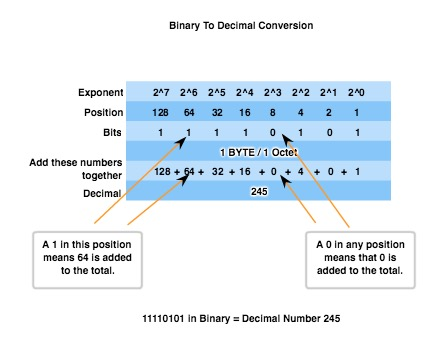 Binary To Decimal Conversion
Exponent 2^7 2^6 2^5 2^4 2^3 2^2 2^1 2^0
Position 128 64 32 16 8 4 2 1
Bits 1 1 1 1 0 1 0 1
1 BYTE / 1 Octet
Add these numbers
together 128 + 64 + 32 + 16 + 0 + 4 + 0 + 1
Decimal 245
A 1 in this position
means 64 is added
to the total.
A 0 in any position
means that 0 is
added to the total.
11110101 in Binary = Decimal Number 245